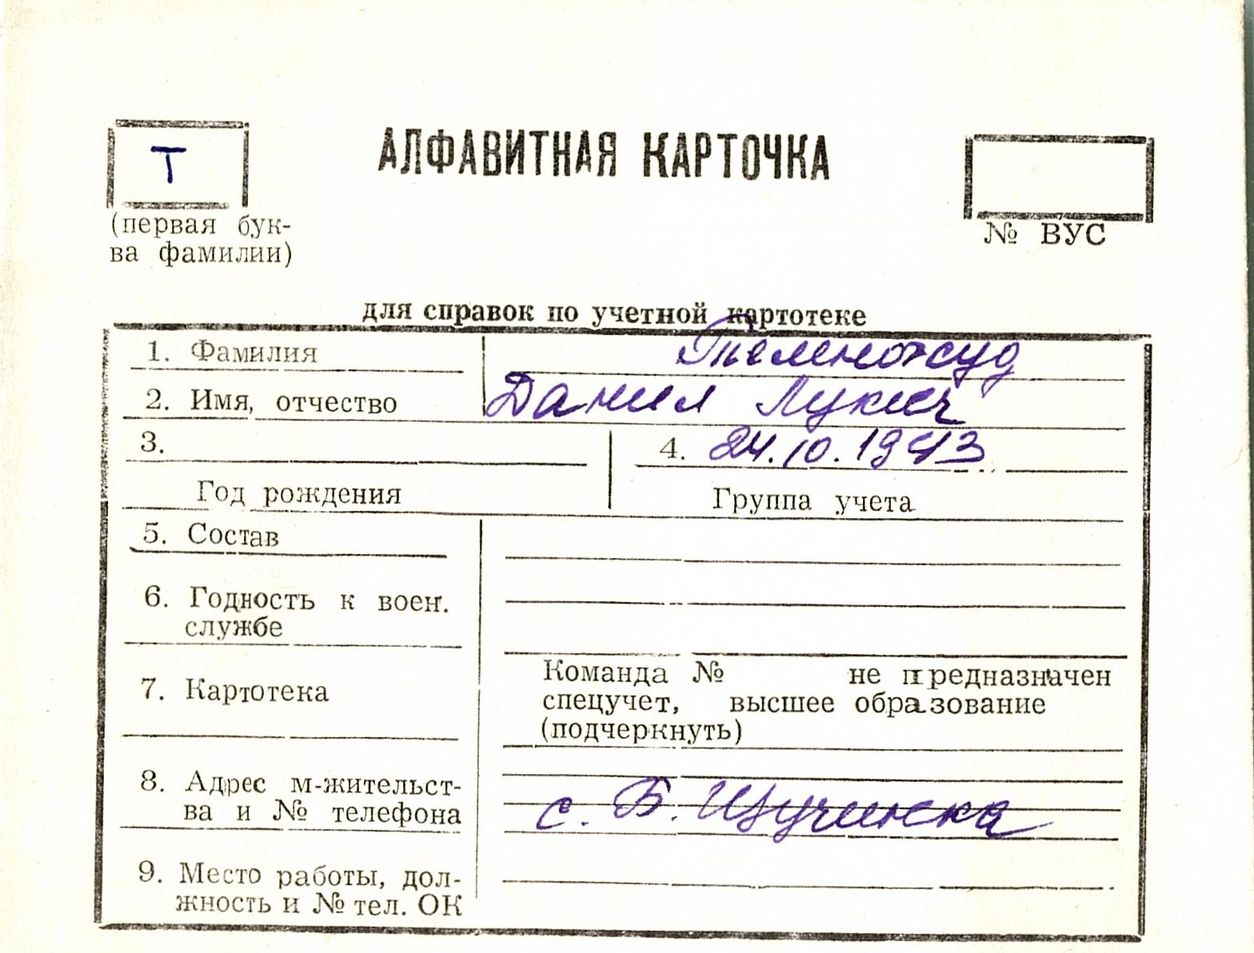 Т
АЛФАВИТНАЯ КАРТОЧКА
(первая бук-
ва фамилии)
№ ВУС
для справок по учетной картотеке
1. Фамилия
2. Имя, отчество Данил Лукич
3.
4. 24.10.1943
Год рождения
Группа учета
5. Состав
6. Годность к воен.
службе
7. Картотека
Команда № не предназначен
спецучет, высшее образование
(подчеркнуть)
8. Адрес м-жительст-
ва и № телефона
с. Б. Щучинка
9. Место работы, дол-
жность и № тел. ОК